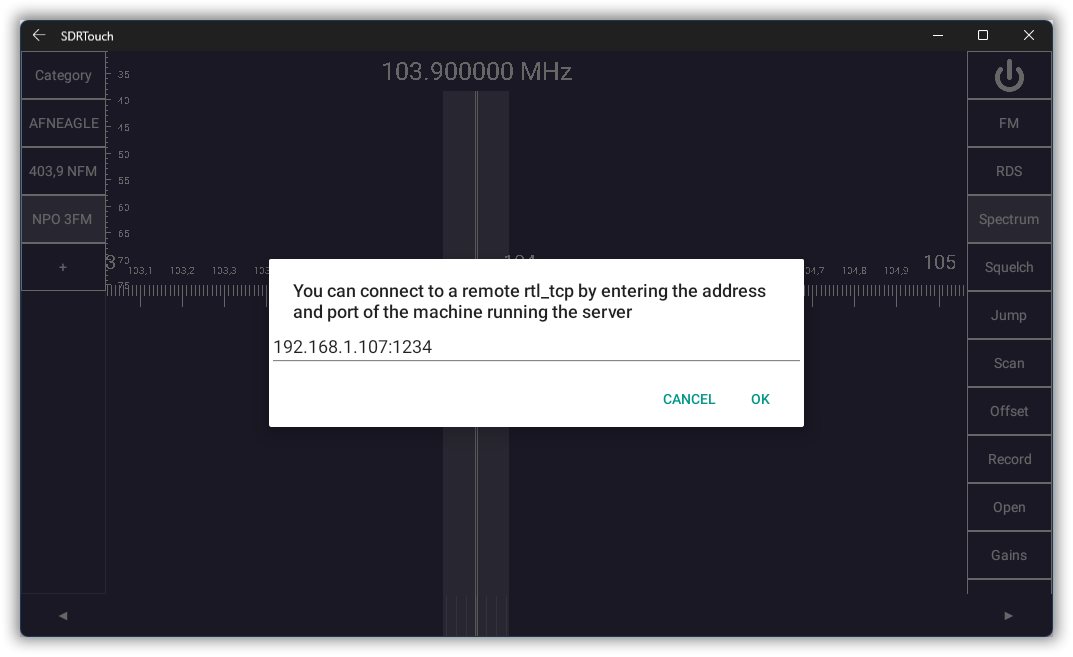 SDRTouch
Category
AFNEAGLE
403,9 NFM
NPO 3FM
+
35
40
45
50
55
60
65
70
75
103.900000 MHz
3
103,1
103,2
103,3
104,8
104,9
105
You can connect to a remote rtl_tcp by entering the address
and port of the machine running the server
192.168.1.107:1234
CANCEL
OK
FM
RDS
Spectrum
Squelch
Jump
Scan
Offset
Record
Open
Gains